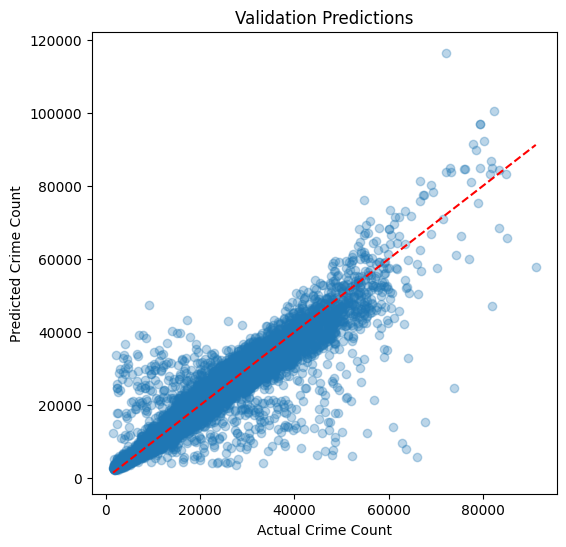 Validation Predictions
120000
100000
80000
60000
40000
20000
0
Predicted Crime Count
0 20000 40000 60000 80000
Actual Crime Count